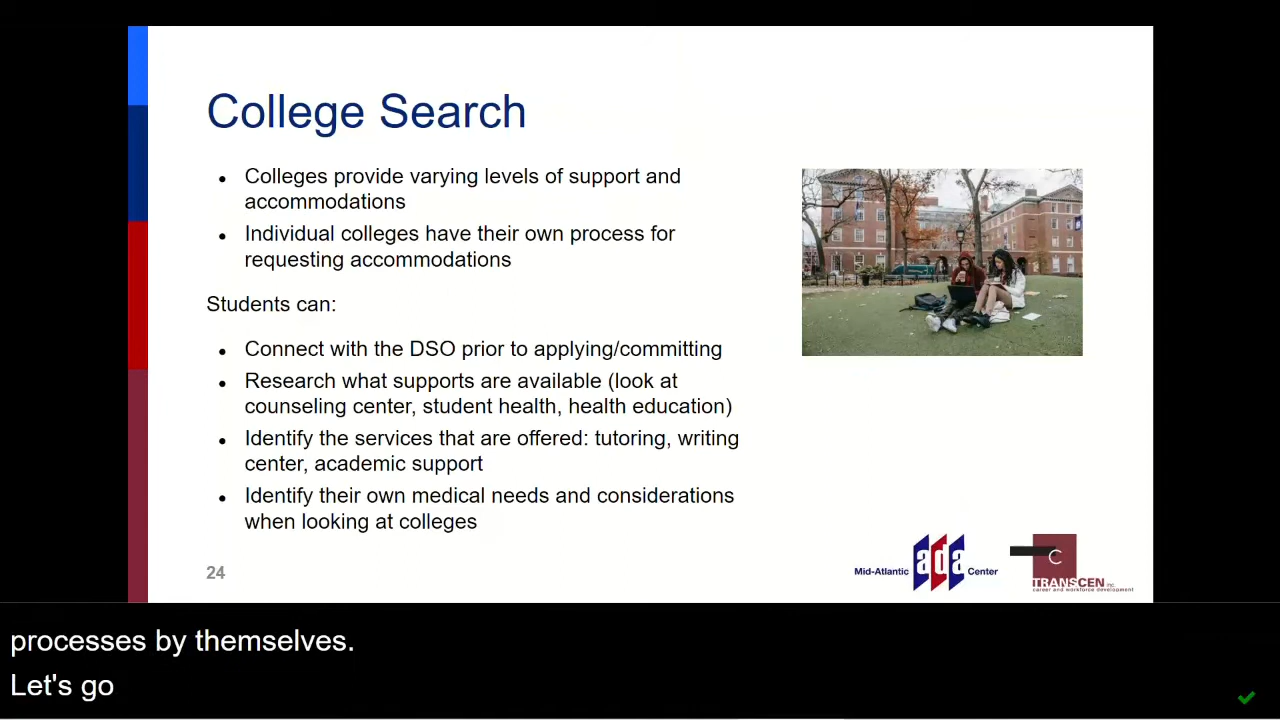 College Search
• Colleges provide varying levels of support and
accommodations
• Individual colleges have their own process for
requesting accommodations
Students can:
• Connect with the DSO prior to applying/committing
• Research what supports are available (look at
counseling center, student health, health education)
• Identify the services that are offered: tutoring, writing
center, academic support
• Identify their own medical needs and considerations
when looking at colleges
24
Mid-Atlantic ada Center
TRANSCEN inc.
career and workforce development
processes by themselves.
Let's go